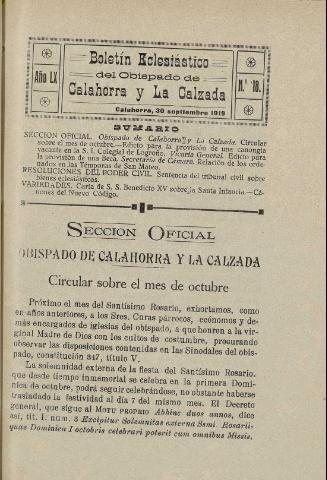 Boletín Eclesiástico
del Obispado de
Calahorra y La Calzada
Año LX
N.º 18.
Calahorra, 30 septiembre 1919
SUMARIO
SECCION OFICIAL. Obispado de Calahorra y La Calzada. Circular
sobre el mes de octubre.—Edicto para la provisión de una canongía
vacante en la S. I. Colegial de Logroño. Vicaría General. Edicto para
la provisión de una Beca. Secretaría de Cámara. Relación de los orde-
nados en las Témporas de San Mateo.
RESOLUCIONES DEL PODER CIVIL. Sentencia del tribunal civil sobre
bienes eclesiásticos.
VARIEDADES. Carta de S. S. Benedicto XV sobre la Santa Infancia.—Cá-
nones del Nuevo Código.
SECCION OFICIAL
OBISPADO DE CALAHORRA Y LA CALZADA
Circular sobre el mes de octubre
Próximo el mes del Santísimo Rosario, exhortamos, como
en años anteriores, a los Sres. Curas párrocos, ecónomos y de-
más encargados de iglesias del obispado, a que honren a la vir-
ginal Madre de Dios con los cultos de costumbre, procurando
observar las disposiciones contenidas en las Sinodales del obis-
pado, constitución 347, título V.
La solemnidad externa de la fiesta del Santísimo Rosario,
que desde tiempo inmemorial se celebra en la primera Domi-
nica de octubre, podrá seguir celebrándose, no obstante haberse
trasladado la festividad al día 7 del mismo mes. El Decreto
general, que sigue al MOTU PROPRIO Abhinc duos annos, dice
así, tit. I. num. 3 Excipitur Solemnitas externa Ssmi. Rosarii:
quas Dominica I octobris celebrari poterit cum omnibus Missis,